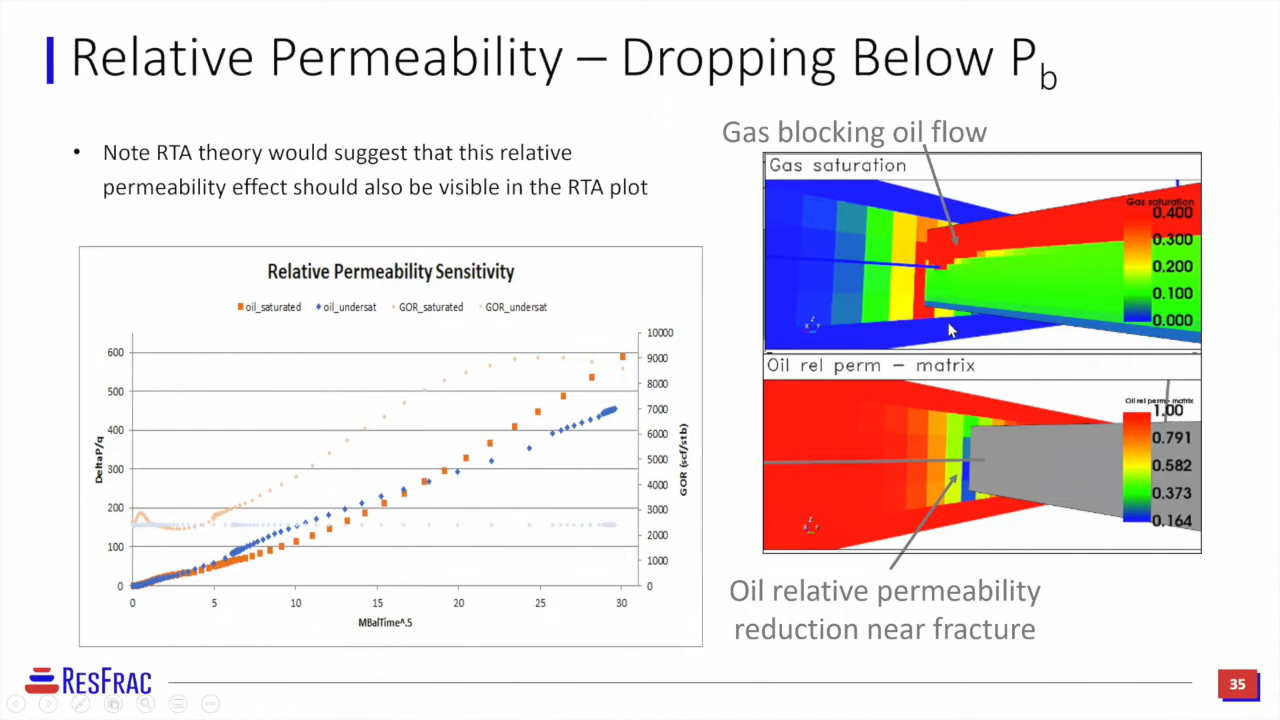 Relative Permeability – Dropping Below Pb
• Note RTA theory would suggest that this relative
permeability effect should also be visible in the RTA plot
Relative Permeability Sensitivity
oil_saturated oil_undersat GOR_saturated GOR_undersat
600
500
400
300
200
100
0
DeltaP/q
10000
9000
8000
7000
6000
5000
4000
3000
2000
1000
0
GOR (scf/stb)
0 5 10 15 20 25 30
MBalTime^.5
Gas blocking oil flow
Gas saturation
Gas saturation
0.400
0.300
0.200
0.100
0.000
Z
X Y
Oil rel perm – matrix
Oil rel perm - matrix
1.00
0.791
0.582
0.373
0.164
Z
X Y
Oil relative permeability
reduction near fracture
RESFRAC
35